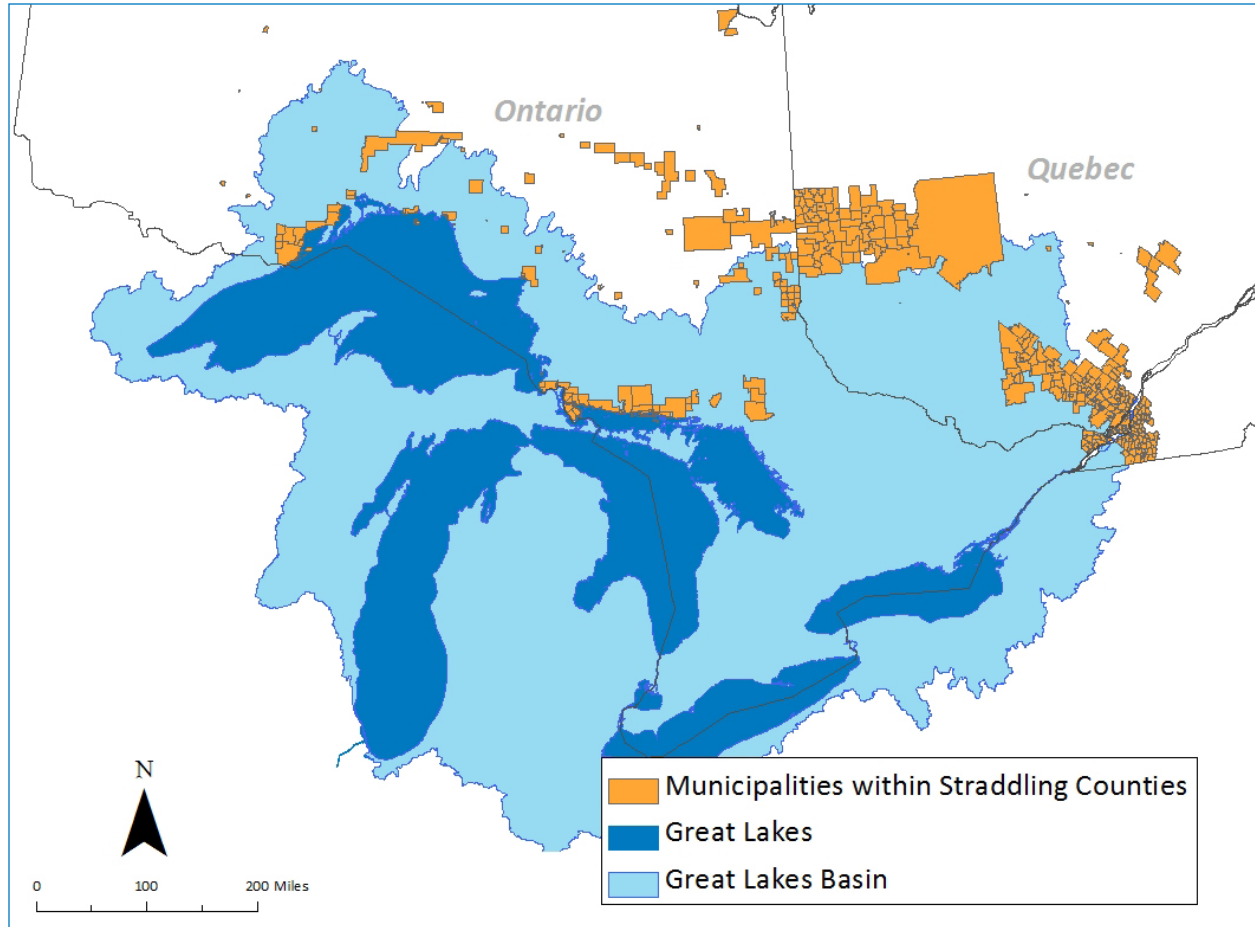 Ontario
Quebec
N
0 100 200 Miles
Municipalities within Straddling Counties
Great Lakes
Great Lakes Basin